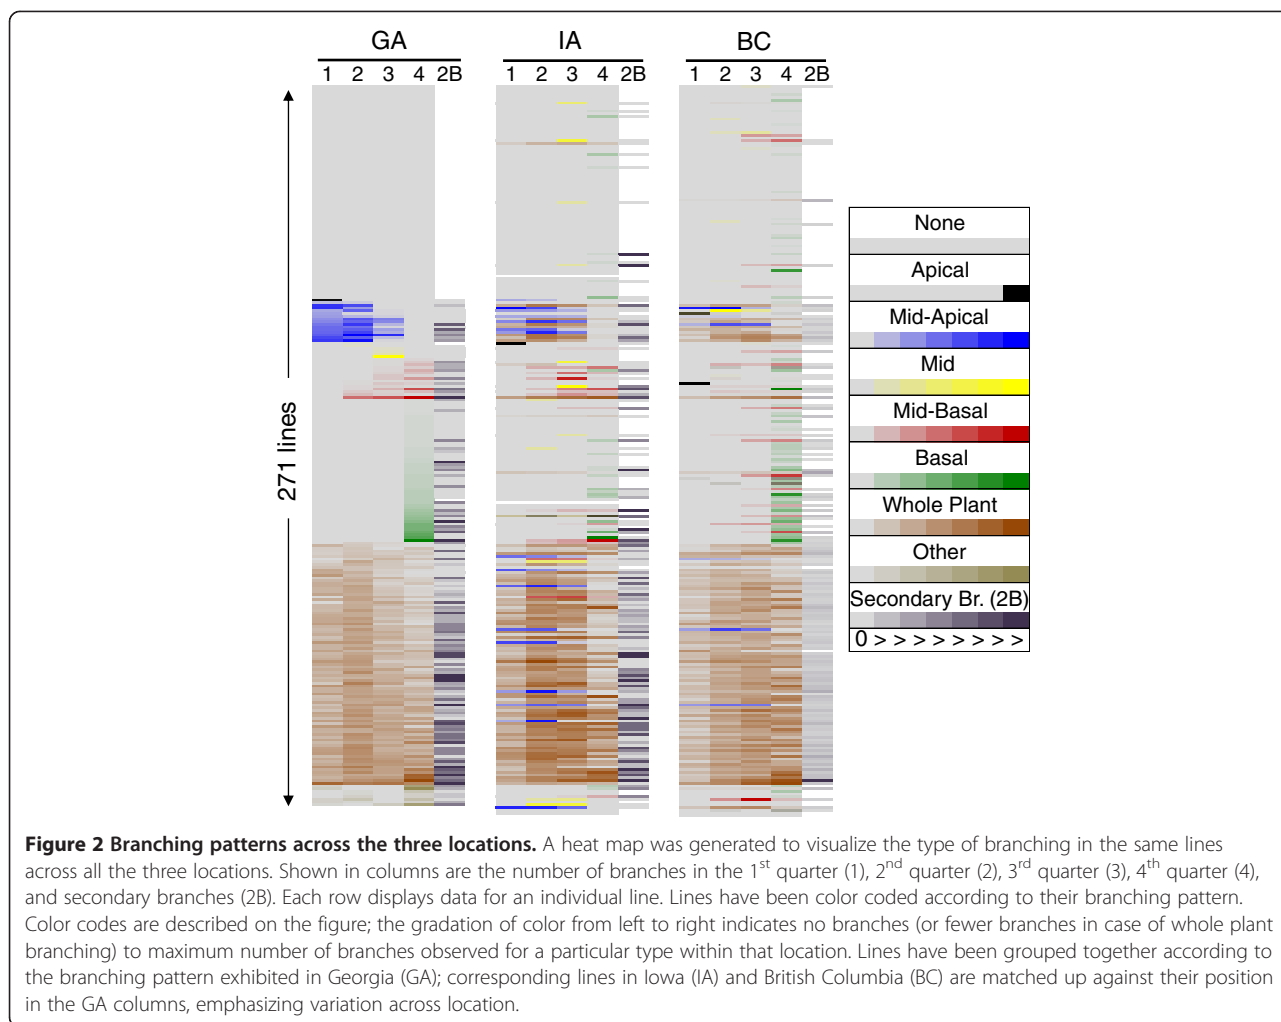 GA IA BC
1 2 3 4 2B 1 2 3 4 2B 1 2 3 4 2B
271 lines
None
Apical
Mid-Apical
Mid
Mid-Basal
Basal
Whole Plant
Other
Secondary Br. (2B)
0 > > > > > > > >
Figure 2 Branching patterns across the three locations. A heat map was generated to visualize the type of branching in the same lines
across all the three locations. Shown in columns are the number of branches in the 1st quarter (1), 2nd quarter (2), 3rd quarter (3), 4th quarter (4),
and secondary branches (2B). Each row displays data for an individual line. Lines have been color coded according to their branching pattern.
Color codes are described on the figure; the gradation of color from left to right indicates no branches (or fewer branches in case of whole plant
branching) to maximum number of branches observed for a particular type within that location. Lines have been grouped together according to
the branching pattern exhibited in Georgia (GA); corresponding lines in Iowa (IA) and British Columbia (BC) are matched up against their position
in the GA columns, emphasizing variation across location.